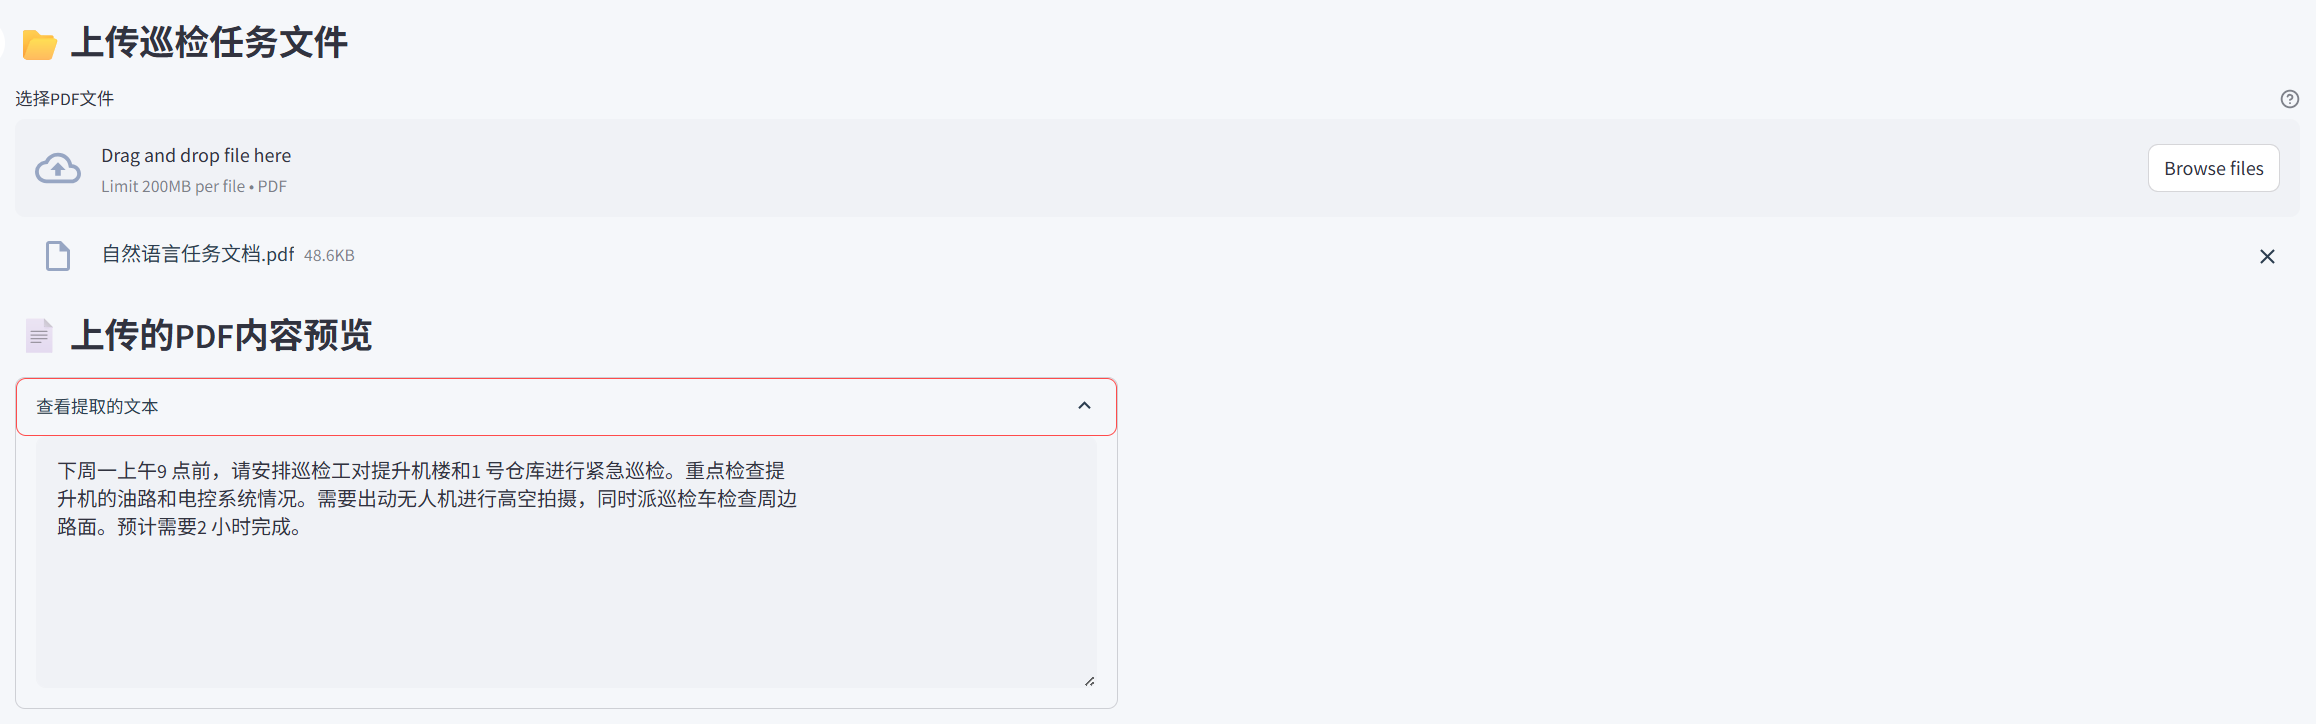 上传巡检任务文件
选择PDF文件
Drag and drop file here
Limit 200MB per file • PDF
Browse files
自然语言任务文档.pdf 48.6KB
上传的PDF内容预览
查看提取的文本
下周一上午9 点前，请安排巡检工对提升机楼和1 号仓库进行紧急巡检。重点检查提
升机的油路和电控系统情况。需要出动无人机进行高空拍摄，同时派巡检车检查周边
路面。预计需要2 小时完成。